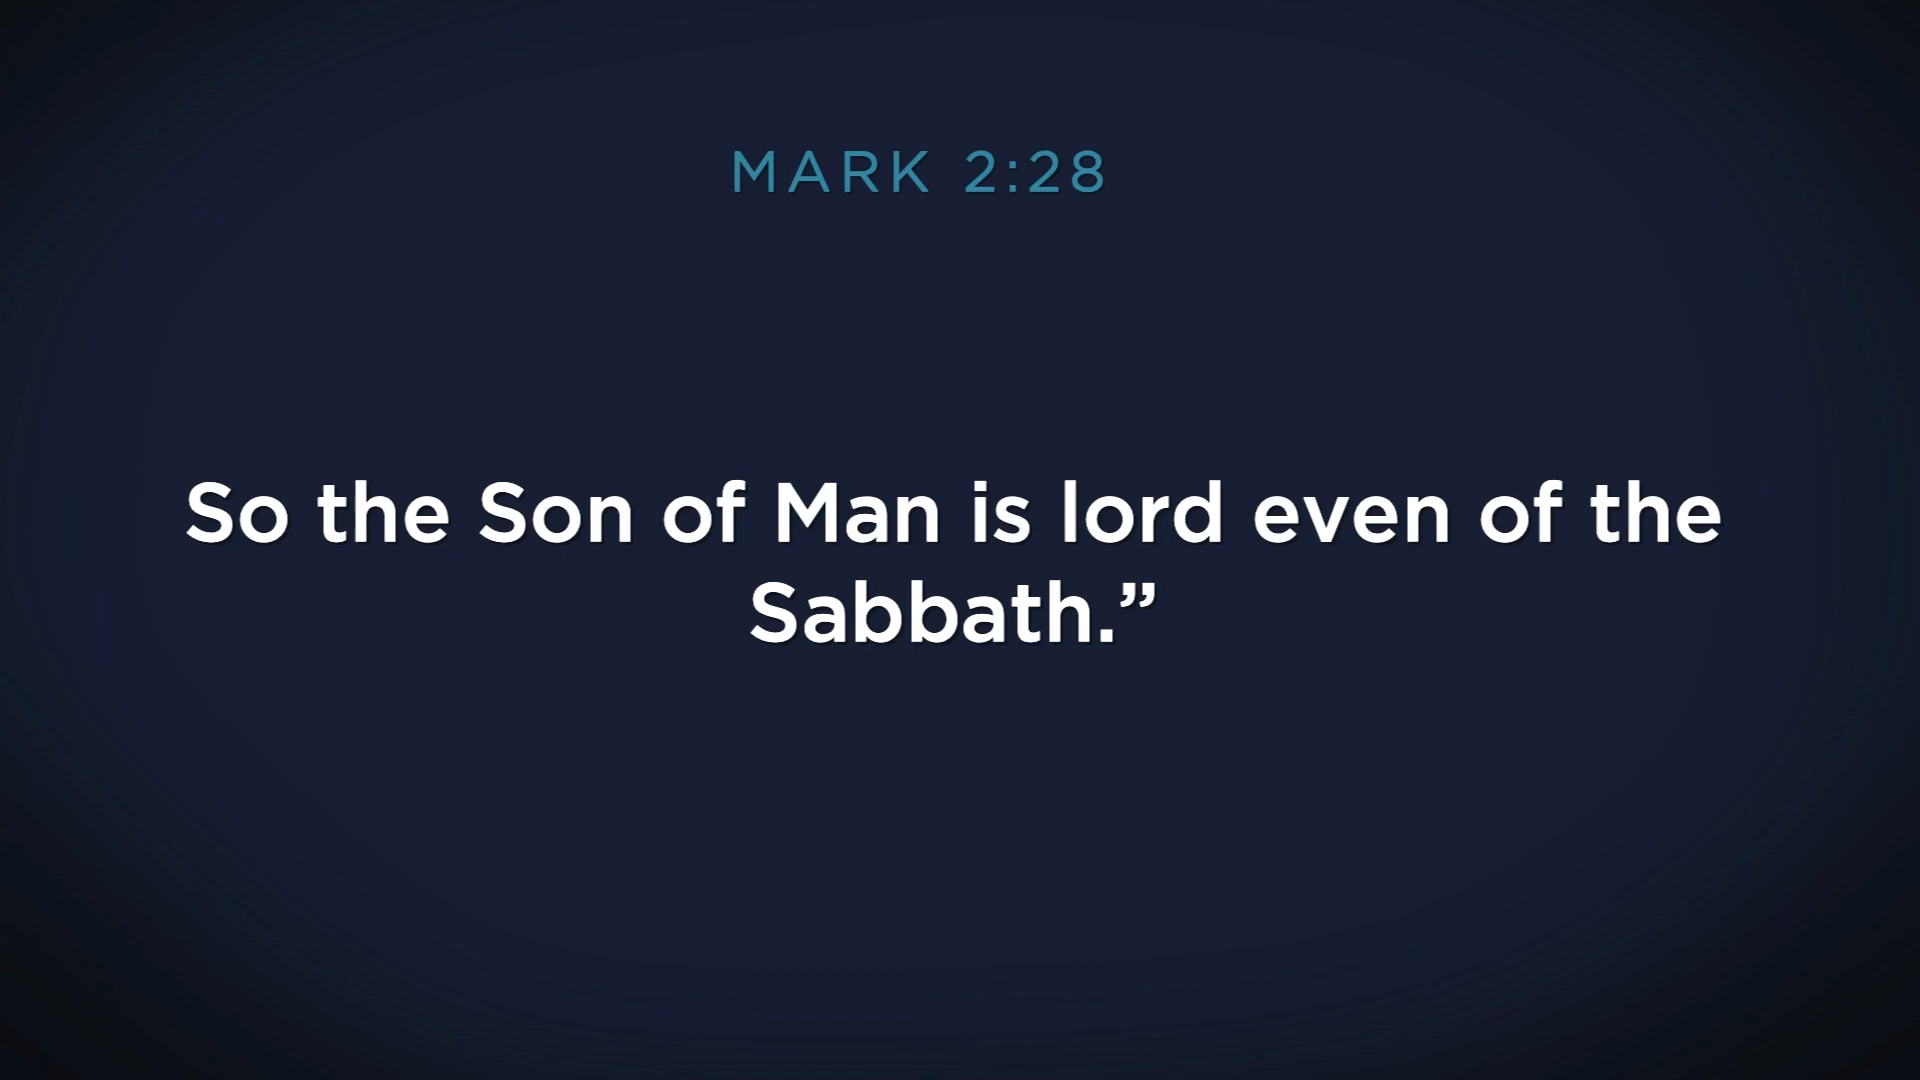 MARK 2:28
So the Son of Man is lord even of the
Sabbath.”